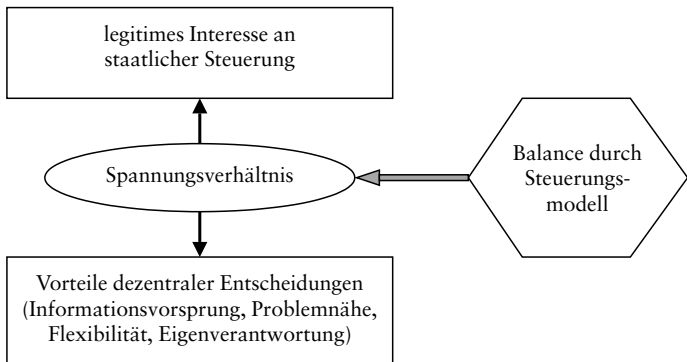 legitimes Interesse an
staatlicher Steuerung
Spannungsverhältnis
Balance durch
Steuerungs-
modell
Vorteile dezentraler Entscheidungen
(Informationsvorsprung, Problemnähe,
Flexibilität, Eigenverantwortung)